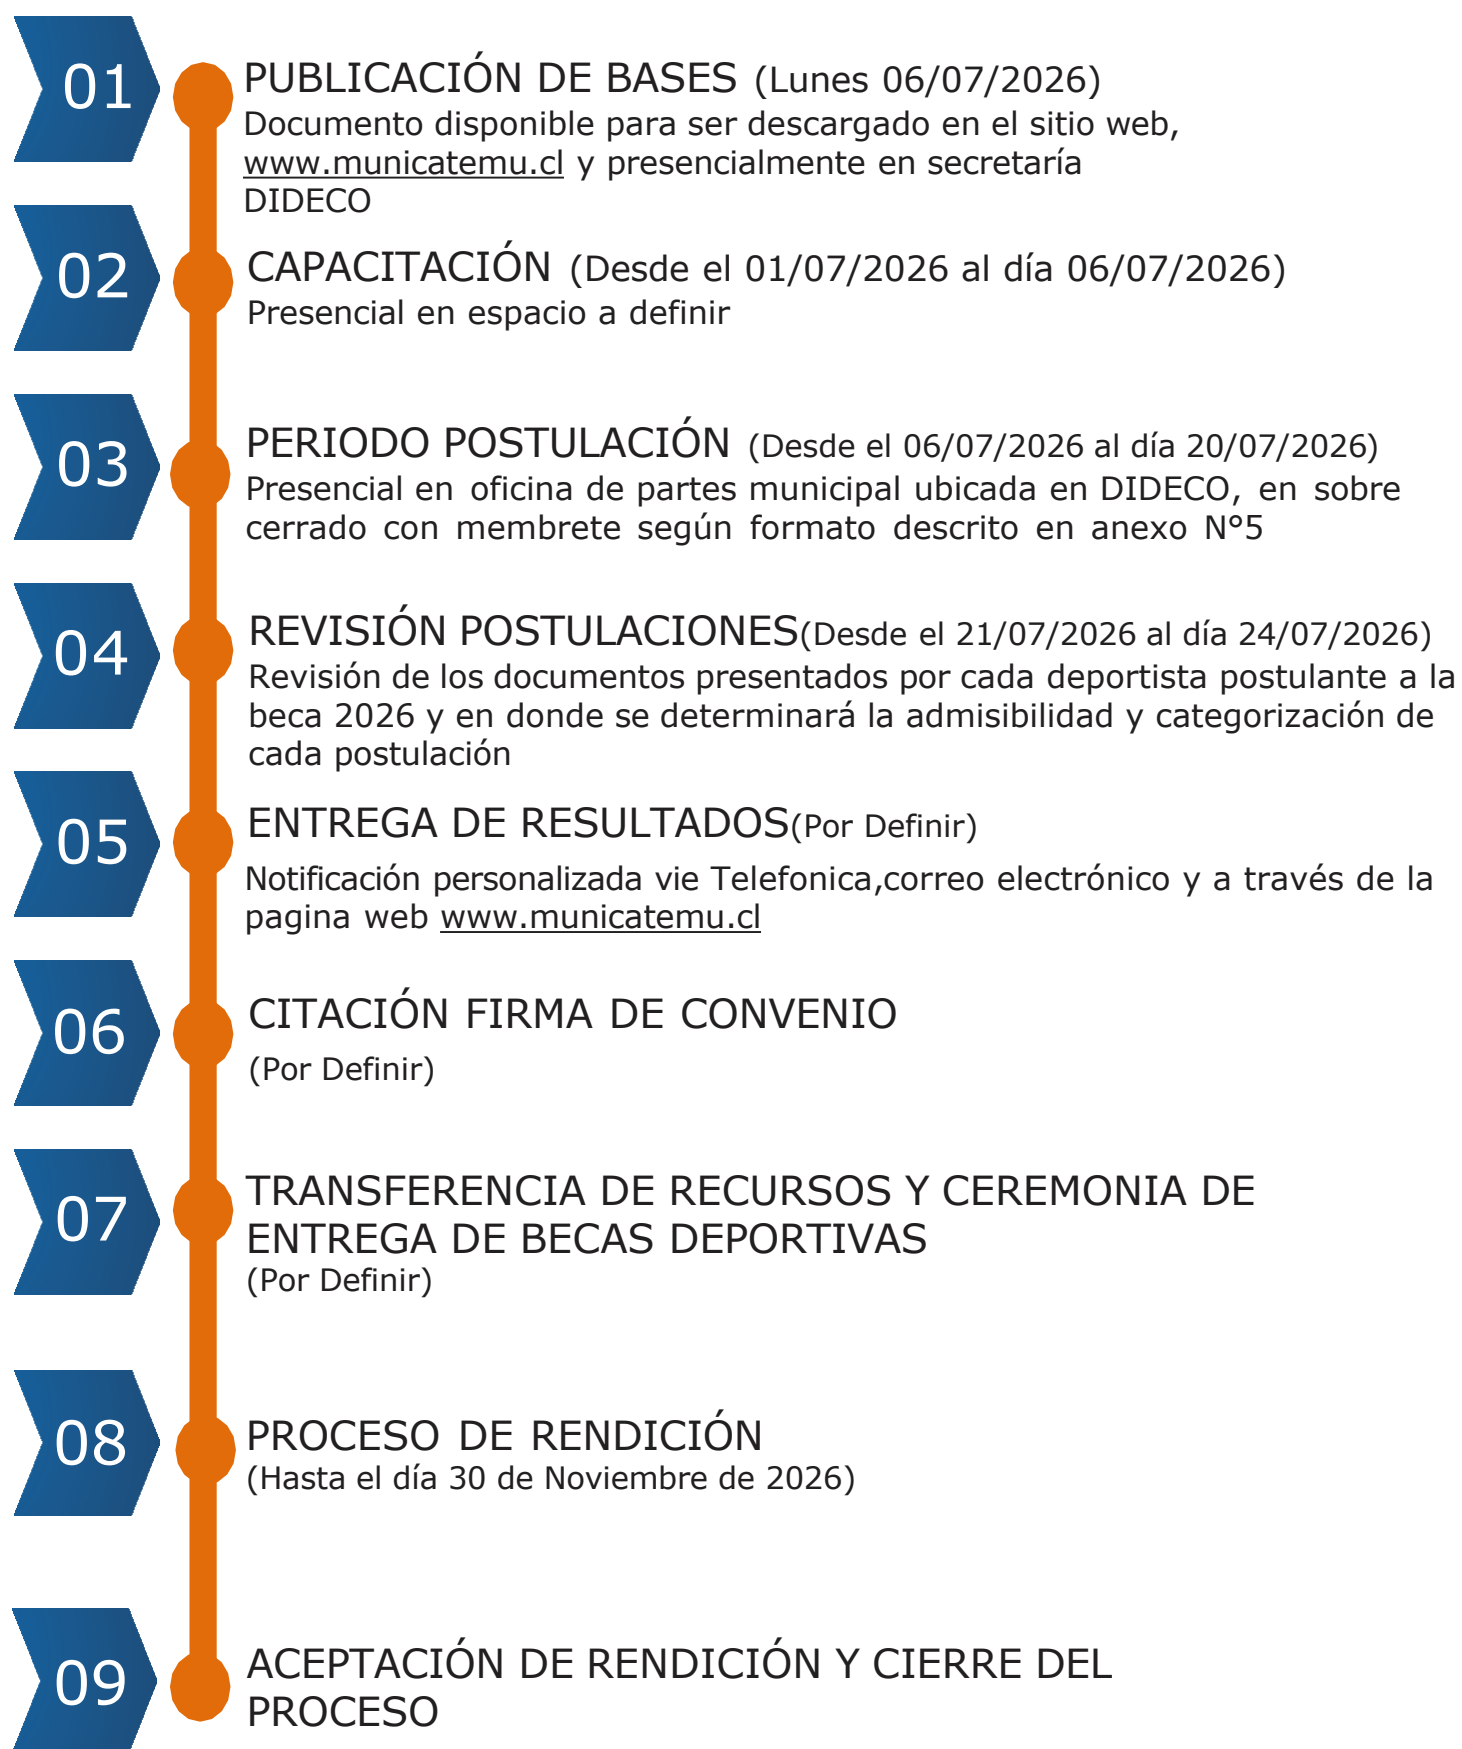 01
PUBLICACIÓN DE BASES (Lunes 06/07/2026)
Documento disponible para ser descargado en el sitio web,
www.municatemu.cl y presencialmente en secretaría
DIDECO
02
CAPACITACIÓN (Desde el 01/07/2026 al día 06/07/2026)
Presencial en espacio a definir
03
PERIODO POSTULACIÓN (Desde el 06/07/2026 al día 20/07/2026)
Presencial en oficina de partes municipal ubicada en DIDECO, en sobre
cerrado con membrete según formato descrito en anexo N°5
04
REVISIÓN POSTULACIONES(Desde el 21/07/2026 al día 24/07/2026)
Revisión de los documentos presentados por cada deportista postulante a la
beca 2026 y en donde se determinará la admisibilidad y categorización de
cada postulación
05
ENTREGA DE RESULTADOS(Por Definir)
Notificación personalizada vie Telefonica,correo electrónico y a través de la
pagina web www.municatemu.cl
06
CITACIÓN FIRMA DE CONVENIO
(Por Definir)
07
TRANSFERENCIA DE RECURSOS Y CEREMONIA DE
ENTREGA DE BECAS DEPORTIVAS
(Por Definir)
08
PROCESO DE RENDICIÓN
(Hasta el día 30 de Noviembre de 2026)
09
ACEPTACIÓN DE RENDICIÓN Y CIERRE DEL
PROCESO